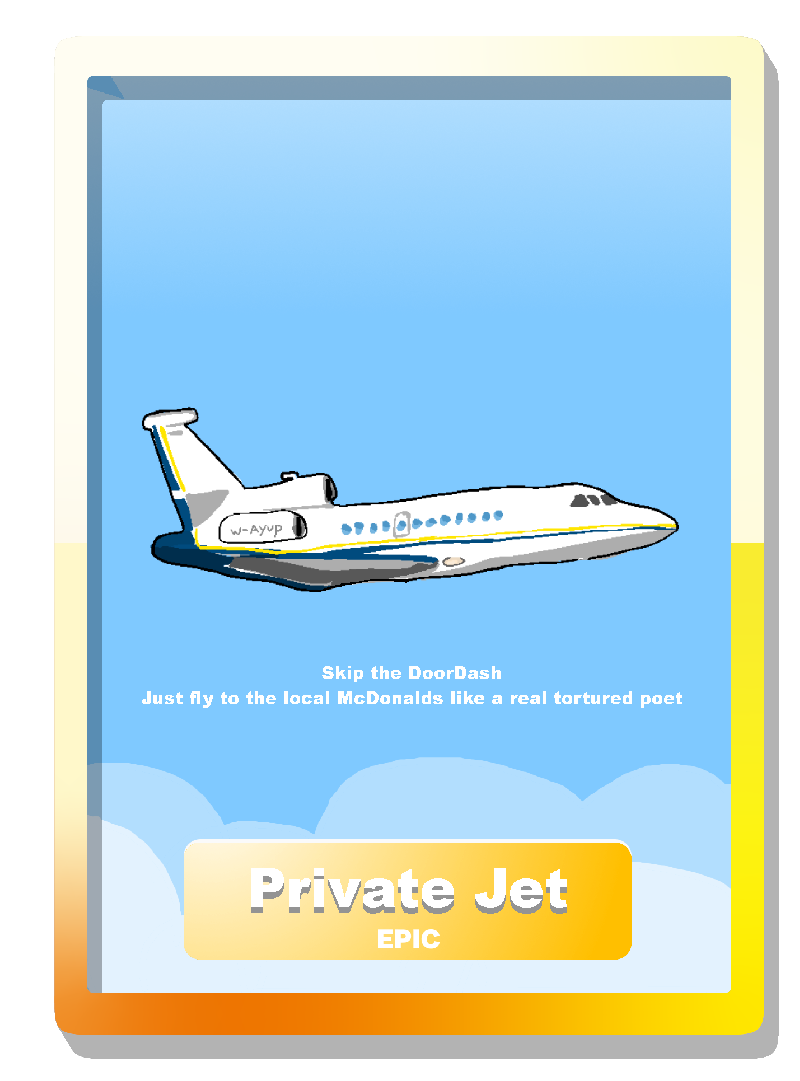 w-Ayup
Skip the DoorDash
Just fly to the local McDonalds like a real tortured poet
Private Jet
EPIC